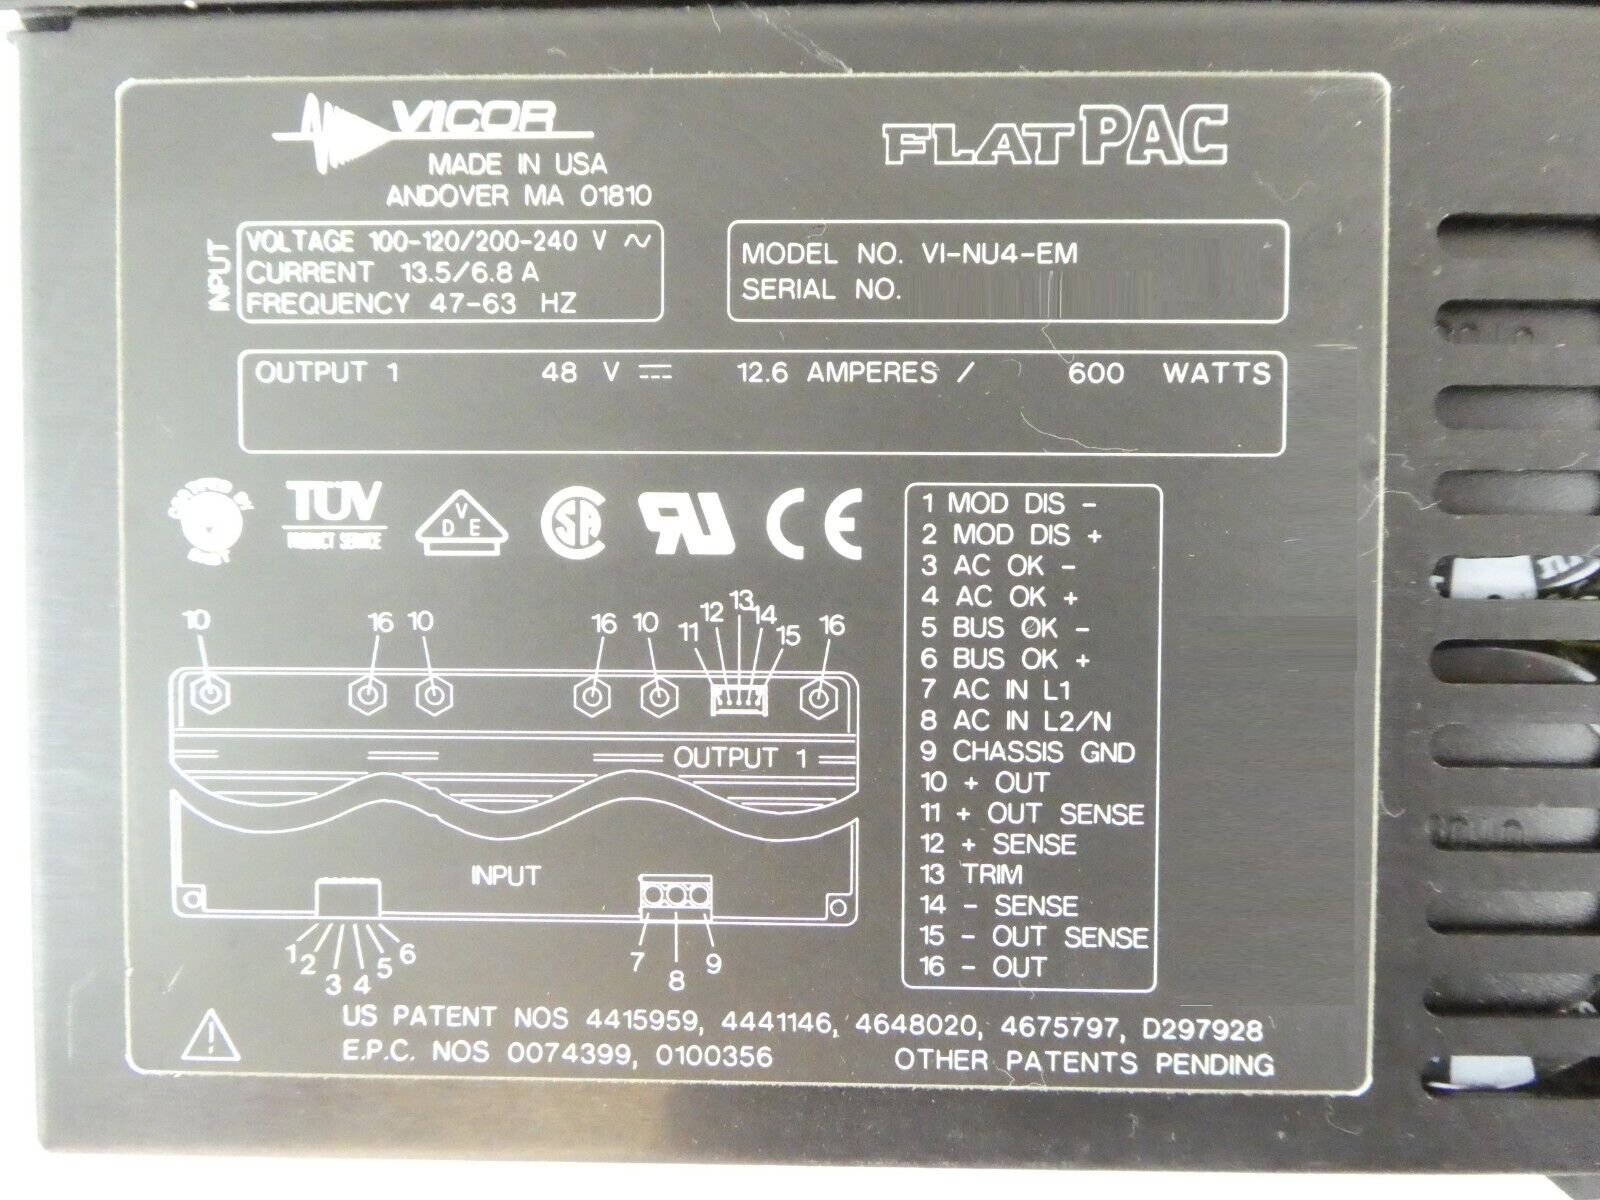 VICOR
MADE IN USA
ANDOVER MA 01810
FLATPAC
INPUT
VOLTAGE 100-120/200-240 V ~
CURRENT 13.5/6.8 A
FREQUENCY 47-63 HZ
MODEL NO. VI-NU4-EM
SERIAL NO.
OUTPUT 1 48 V ⎓ 12.6 AMPERES / 600 WATTS
TÜV
PRODUCT SERVICE
VDE
SA
UR
CE
10 16 10 16 10 11 12 13 14 15 16
OUTPUT 1
INPUT
1 2 3 4 5 6 7 8 9
1 MOD DIS -
2 MOD DIS +
3 AC OK -
4 AC OK +
5 BUS OK -
6 BUS OK +
7 AC IN L1
8 AC IN L2/N
9 CHASSIS GND
10 + OUT
11 + OUT SENSE
12 + SENSE
13 TRIM
14 - SENSE
15 - OUT SENSE
16 - OUT
US PATENT NOS 4415959, 4441146, 4648020, 4675797, D297928
E.P.C. NOS 0074399, 0100356 OTHER PATENTS PENDING